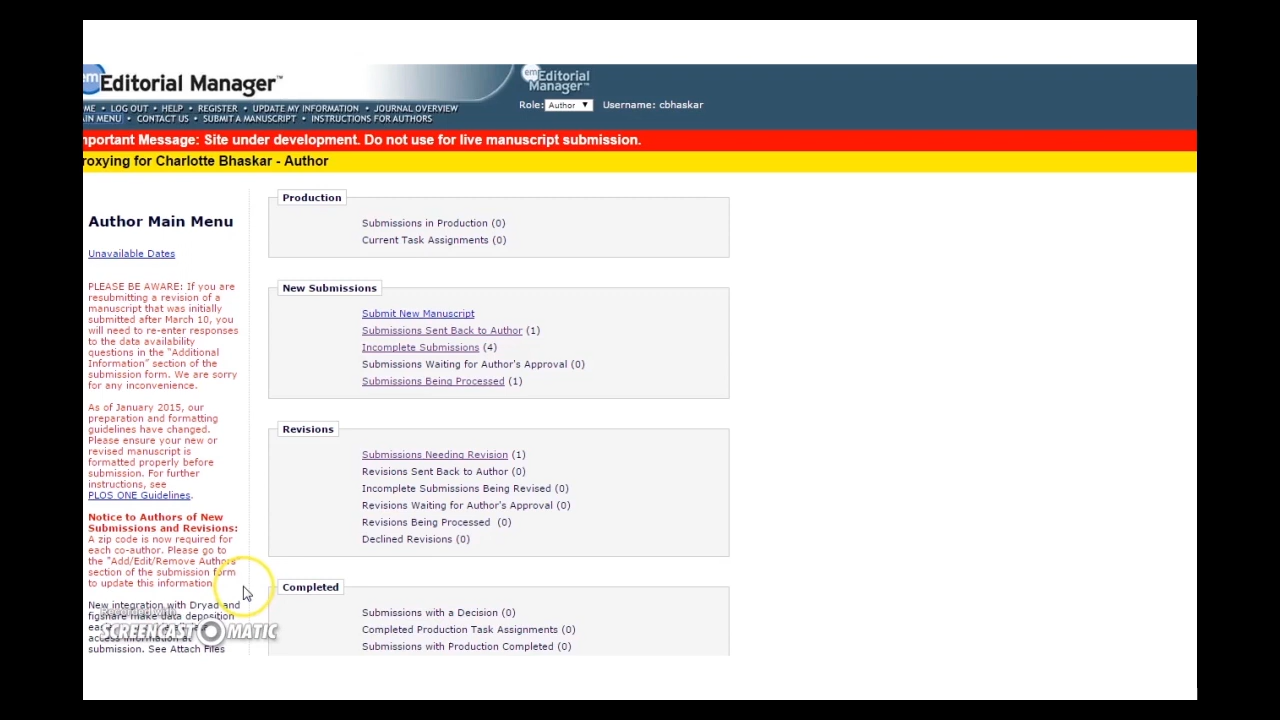 em Editorial Manager™
em Editorial
Manager™
ME • LOG OUT • HELP • REGISTER • UPDATE MY INFORMATION • JOURNAL OVERVIEW
AIN MENU • CONTACT US • SUBMIT A MANUSCRIPT • INSTRUCTIONS FOR AUTHORS
Role: Author ▼ Username: cbhaskar
mportant Message: Site under development. Do not use for live manuscript submission.
roxying for Charlotte Bhaskar - Author
Author Main Menu
Unavailable Dates
PLEASE BE AWARE: If you are
resubmitting a revision of a
manuscript that was initially
submitted after March 10, you
will need to re-enter responses
to the data availability
questions in the "Additional
Information" section of the
submission form. We are sorry
for any inconvenience.
As of January 2015, our
preparation and formatting
guidelines have changed.
Please ensure your new or
revised manuscript is
formatted properly before
submission. For further
instructions, see
PLOS ONE Guidelines.
Notice to Authors of New
Submissions and Revisions:
A zip code is now required for
each co-author. Please go to
the "Add/Edit/Remove Authors"
section of the submission form
to update this information.
New integration with Dryad and
figshare make data deposition
access information at
submission. See Attach Files
Recorded with
SCREENCAST MATIC
Production
Submissions in Production (0)
Current Task Assignments (0)
New Submissions
Submit New Manuscript
Submissions Sent Back to Author (1)
Incomplete Submissions (4)
Submissions Waiting for Author's Approval (0)
Submissions Being Processed (1)
Revisions
Submissions Needing Revision (1)
Revisions Sent Back to Author (0)
Incomplete Submissions Being Revised (0)
Revisions Waiting for Author's Approval (0)
Revisions Being Processed (0)
Declined Revisions (0)
Completed
Submissions with a Decision (0)
Completed Production Task Assignments (0)
Submissions with Production Completed (0)